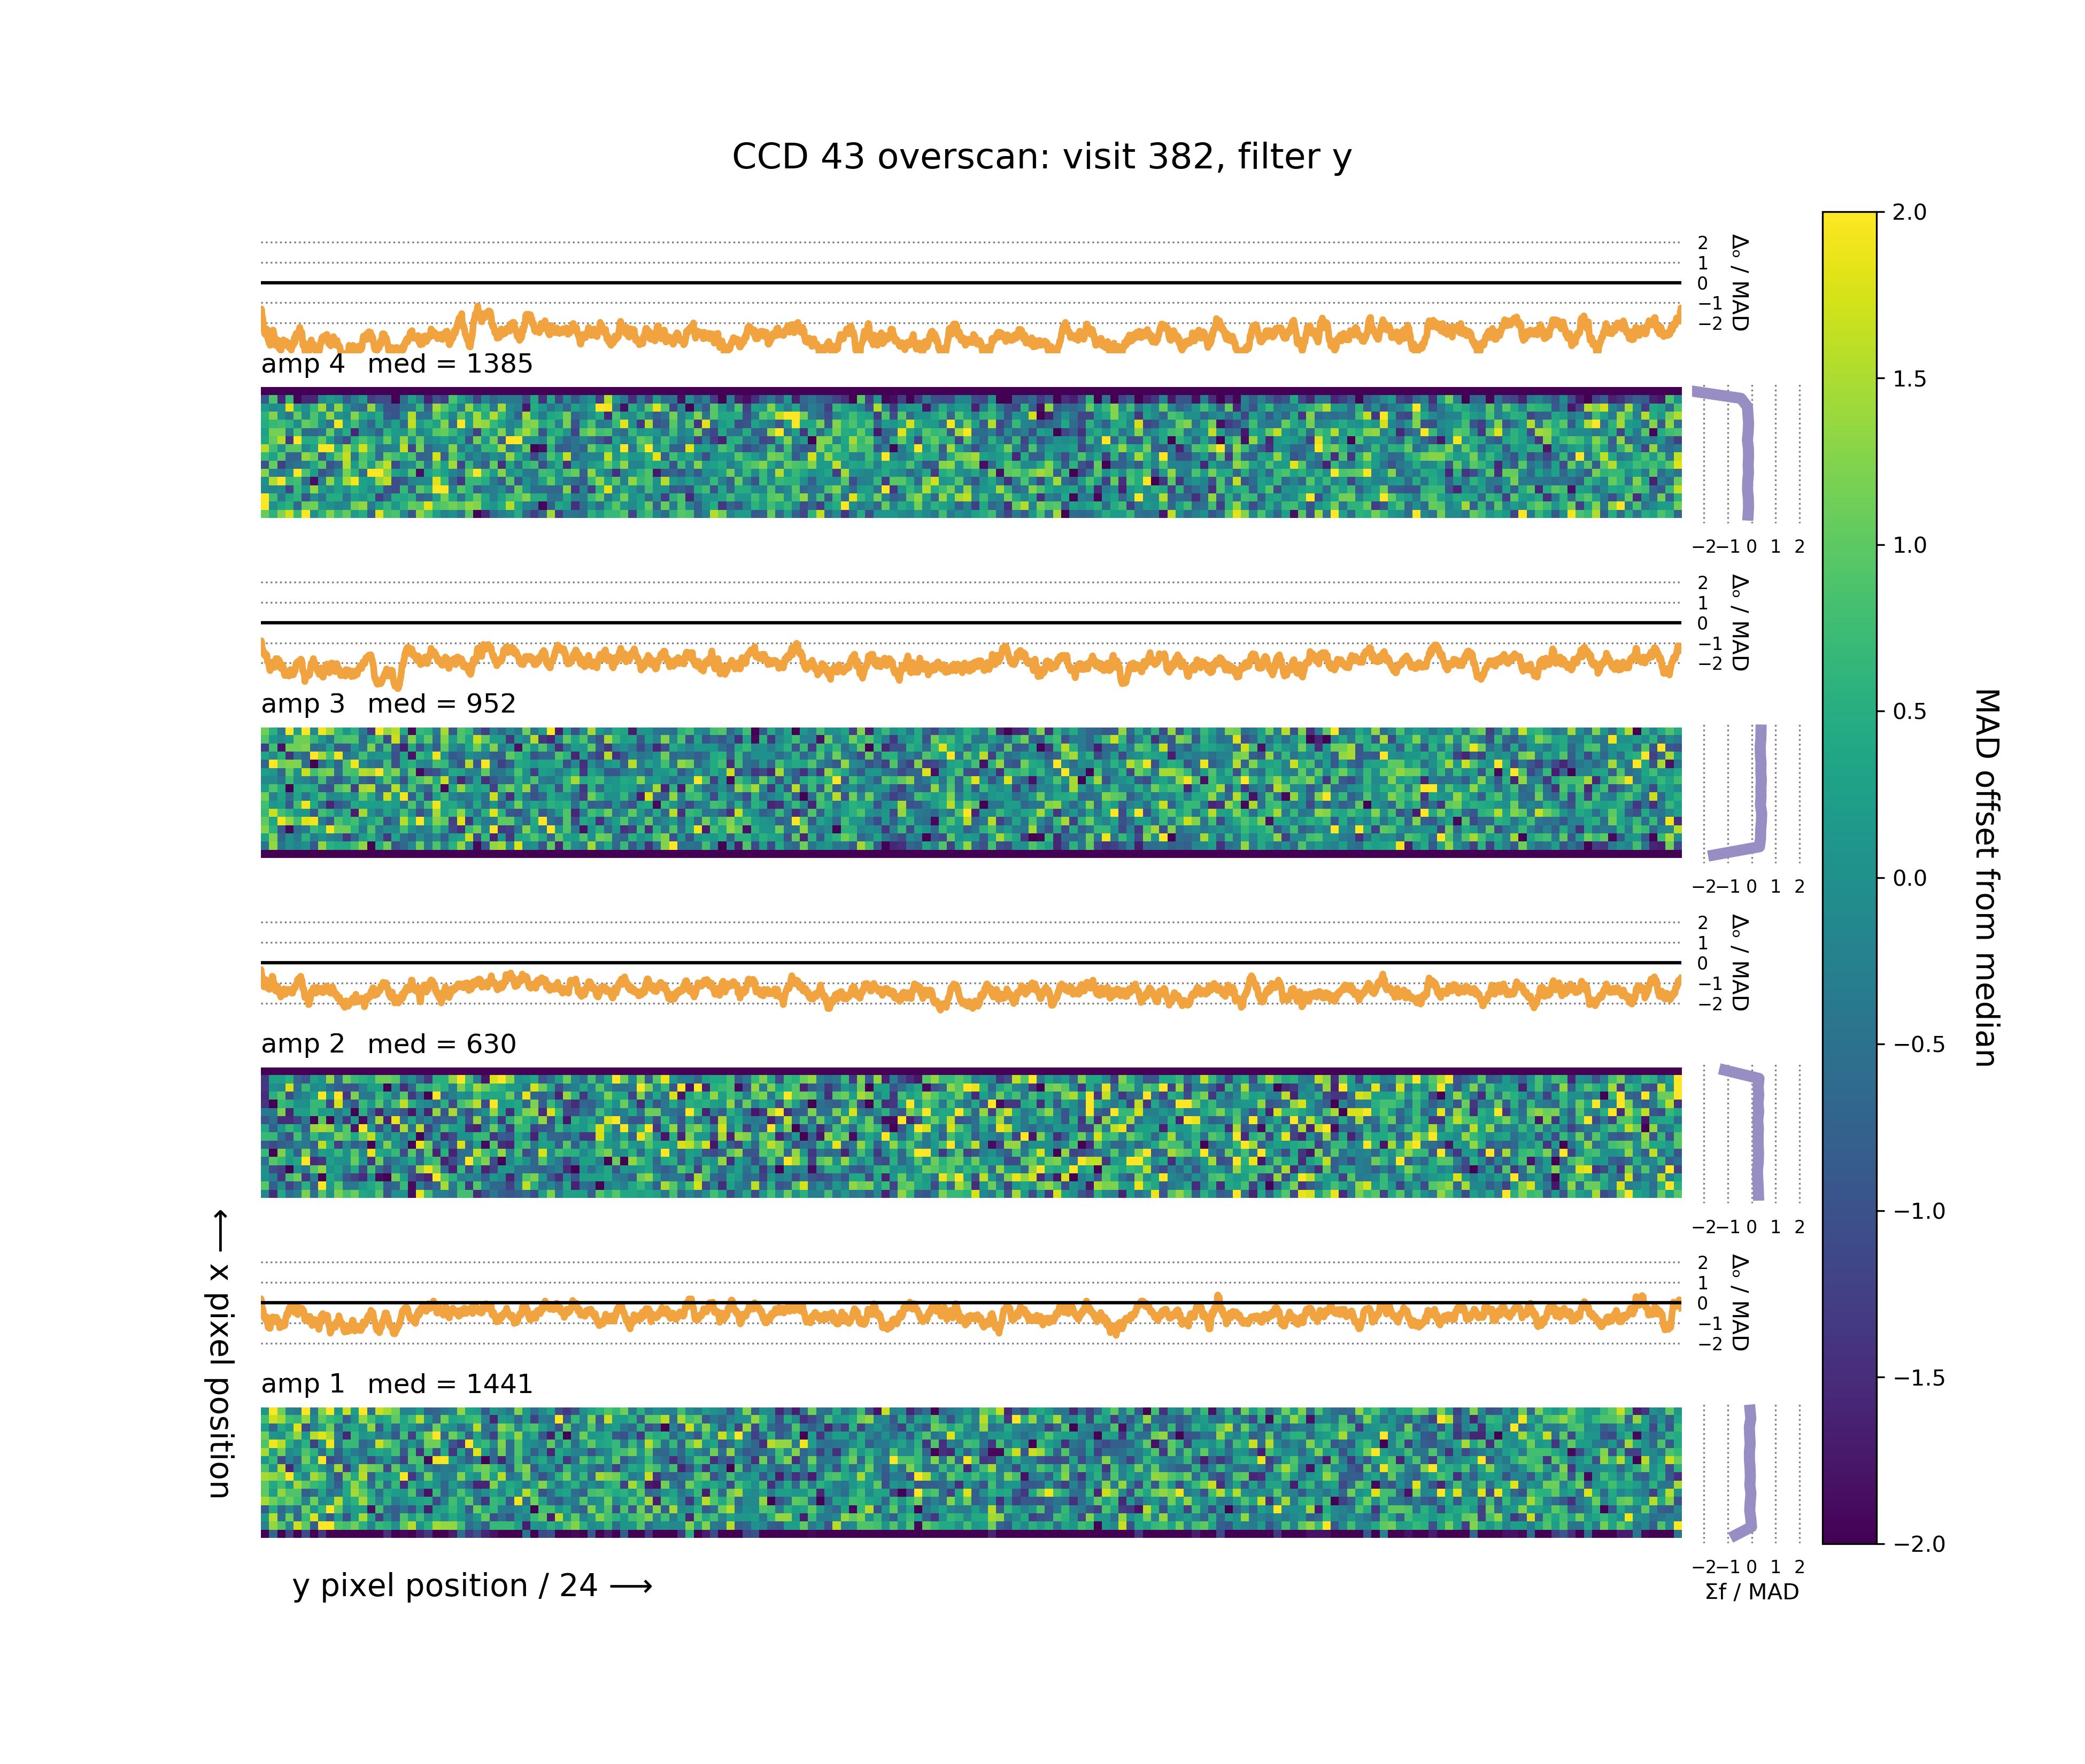 CCD 43 overscan: visit 382, filter y
2
1
0
−1
−2
Δₒ / MAD
amp 4 med = 1385
−2 −1 0 1 2
2
1
0
−1
−2
Δₒ / MAD
amp 3 med = 952
−2 −1 0 1 2
2
1
0
−1
−2
Δₒ / MAD
amp 2 med = 630
−2 −1 0 1 2
2
1
0
−1
−2
Δₒ / MAD
amp 1 med = 1441
−2 −1 0 1 2
Σf / MAD
x pixel position ⟶
y pixel position / 24 ⟶
2.0
1.5
1.0
0.5
0.0
−0.5
−1.0
−1.5
−2.0
MAD offset from median